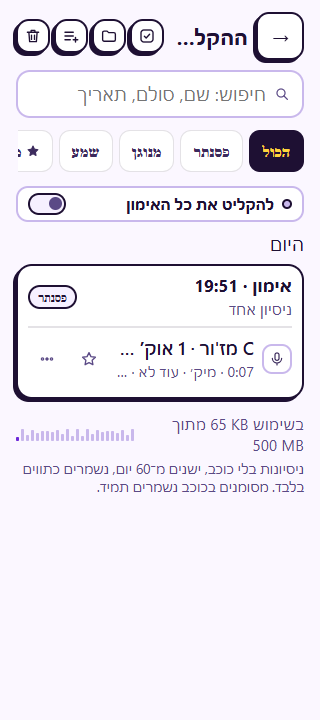 → ההקל...
חיפוש: שם, סולם, תאריך
הכול פסנתר מנוגן שמע
להקליט את כל האימון
היום
אימון · 19:51 פסנתר
ניסיון אחד
C מז'ור · 1 אוק׳ ...
0:07 · מיק׳ · עוד לא · ...
בשימוש 65 KB מתוך
500 MB
ניסיונות בלי כוכב, ישנים מ־60 יום, נשמרים כתווים
בלבד. מסומנים בכוכב נשמרים תמיד.